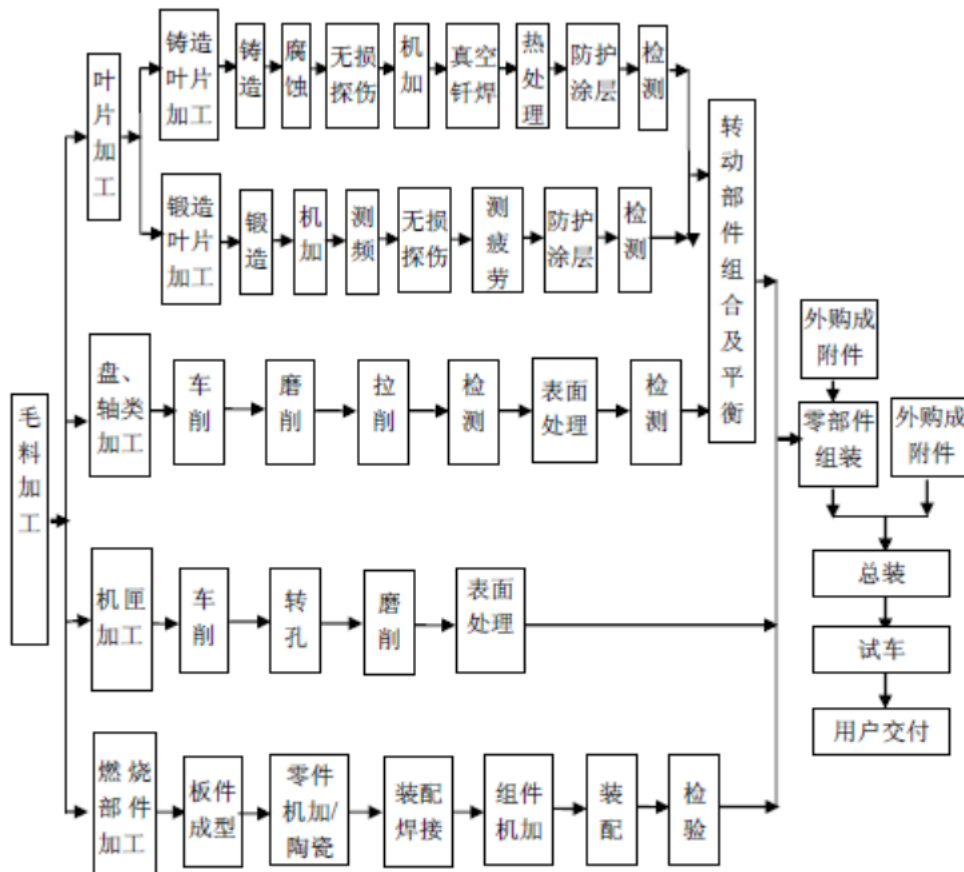 毛料加工
叶片加工
铸造
叶片
加工
铸造
腐蚀
无损
探伤
机加
真空
钎焊
热处理
防护
涂层
检测
锻造
叶片
加工
锻造
机加
测频
无损
探伤
测疲劳
防护
涂层
检测
转动部件组合及平衡
盘、
轴类
加工
车削
磨削
拉削
检测
表面
处理
检测
机匣
加工
车削
转孔
磨削
表面
处理
燃烧
部件
加工
板件
成型
零件
机加/
陶瓷
装配
焊接
组件
机加
装配
检验
外购成
附件
零部件
组装
外购成
附件
总装
试车
用户交付